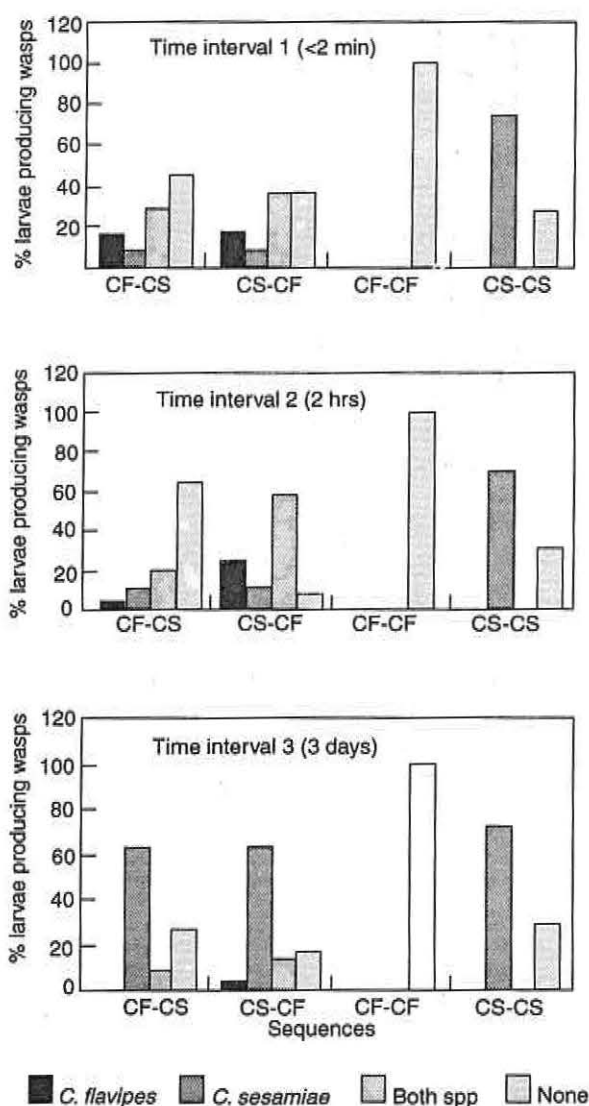 120
Time interval 1 (<2 min)
100
80
60
40
20
% larvae producing wasps
CF-CS CS-CF CF-CF CS-CS
120
Time interval 2 (2 hrs)
100
80
60
40
20
0
% larvae producing wasps
CF-CS CS-CF CF-CF CS-CS
120
Time interval 3 (3 days)
100
80
60
40
20
0
% larvae producing wasps
CF-CS CS-CF CF-CF CS-CS
Sequences
C. flavipes C. sesamiae Both spp None